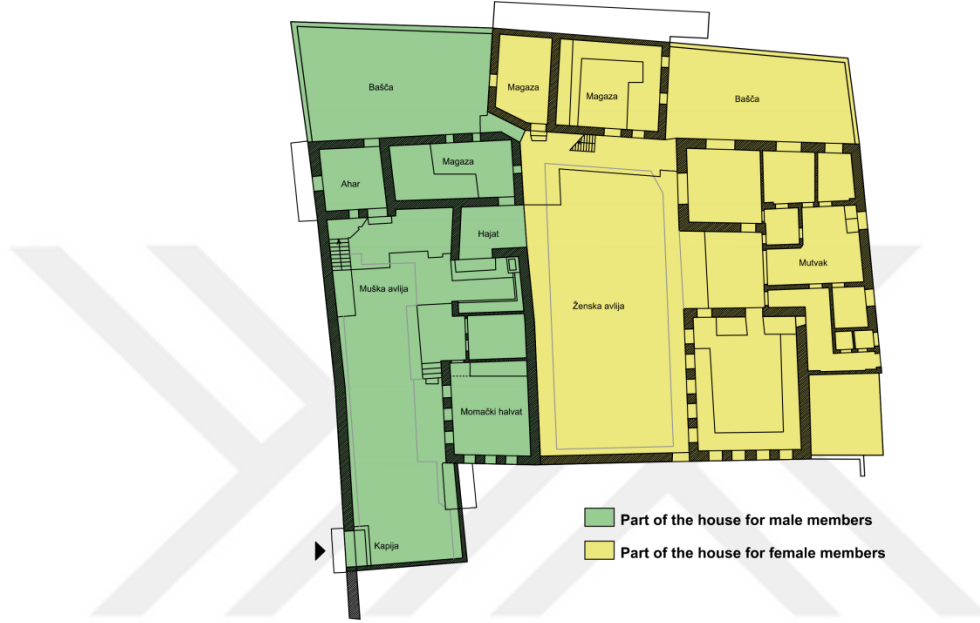 Bašča
Magaza
Magaza
Bašča
Magaza
Ahar
Hajat
Mutvak
Muška avlija
Ženska avlija
Momački halvat
Kapija
Part of the house for male members
Part of the house for female members